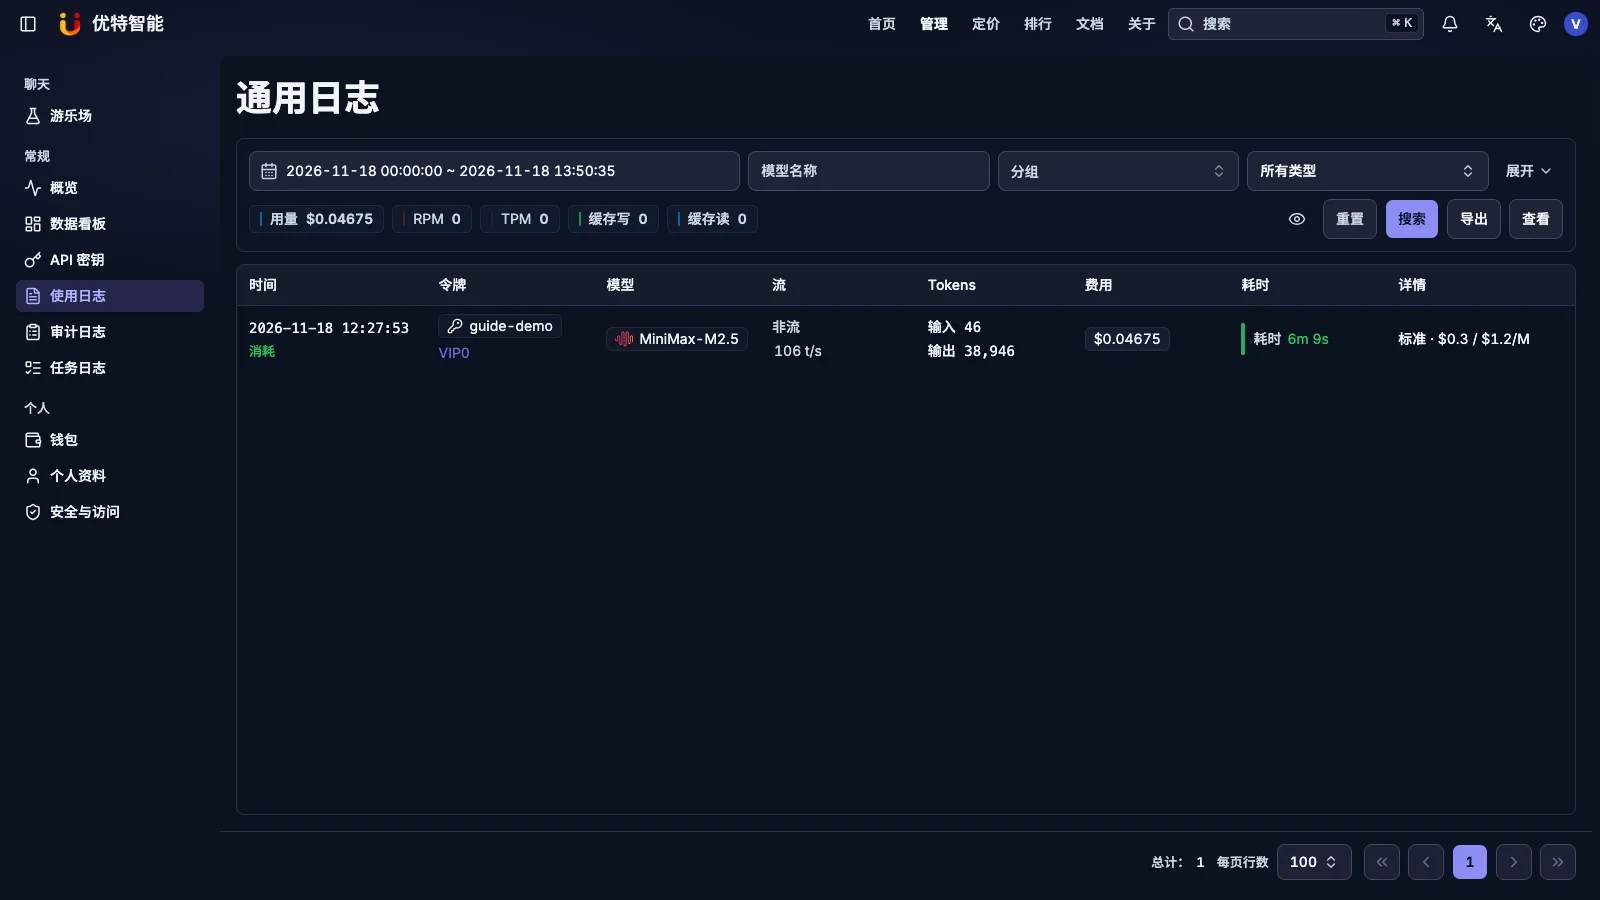 优特智能
首页 管理 定价 排行 文档 关于 搜索 ⌘ K V
聊天
游乐场
常规
概览
数据看板
API 密钥
使用日志
审计日志
任务日志
个人
钱包
个人资料
安全与访问
通用日志
2026-11-18 00:00:00 ~ 2026-11-18 13:50:35 模型名称 分组 所有类型 展开
用量 $0.04675 RPM 0 TPM 0 缓存写 0 缓存读 0 重置 搜索 导出 查看
时间 令牌 模型 流 Tokens 费用 耗时 详情
2026-11-18 12:27:53 guide-demo MiniMax-M2.5 非流 输入 46 $0.04675 耗时 6m 9s 标准 · $0.3 / $1.2/M
消耗 VIP0 106 t/s 输出 38,946
总计： 1 每页行数 100 « ‹ 1 › »